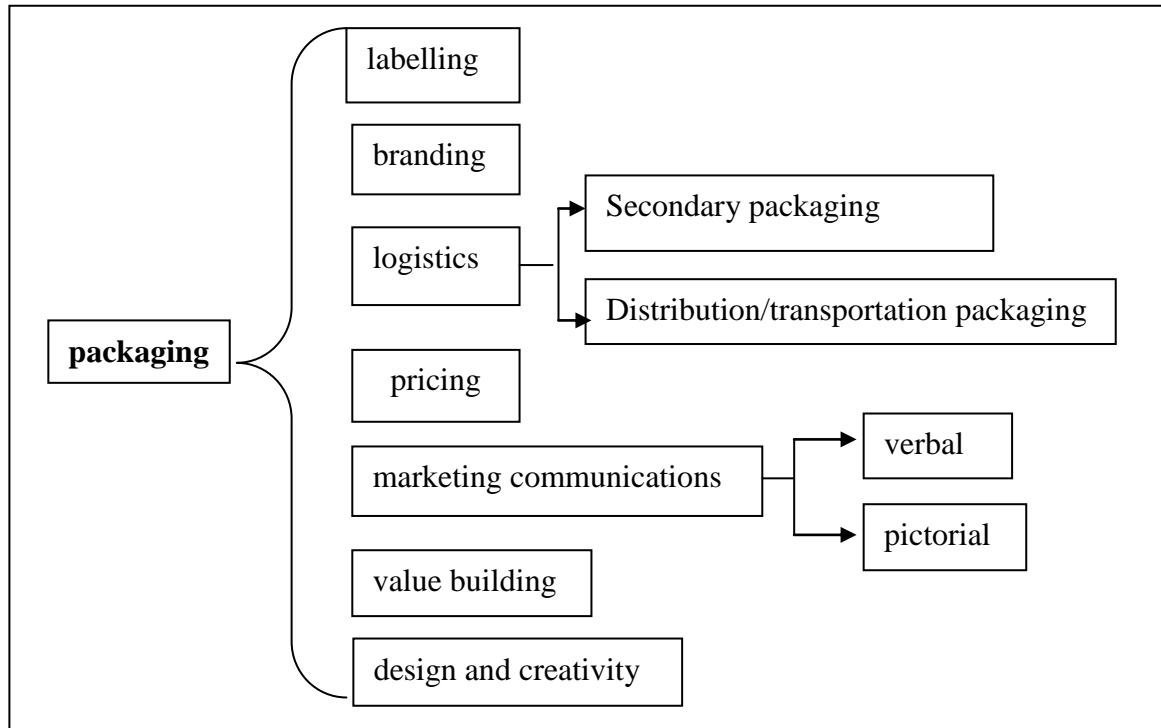 labelling
branding
Secondary packaging
logistics
Distribution/transportation packaging
packaging
pricing
verbal
marketing communications
pictorial
value building
design and creativity